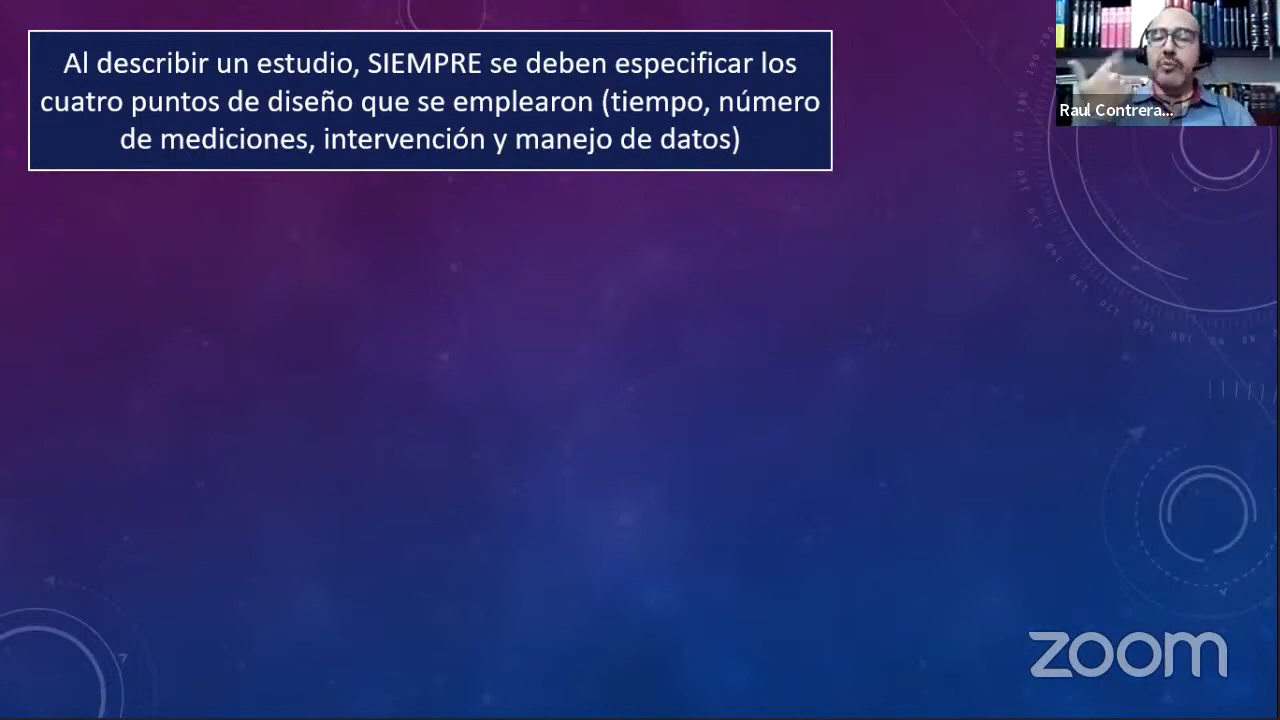 Al describir un estudio, SIEMPRE se deben especificar los
cuatro puntos de diseño que se emplearon (tiempo, número
de mediciones, intervención y manejo de datos)
Raul Contrera...
zoom